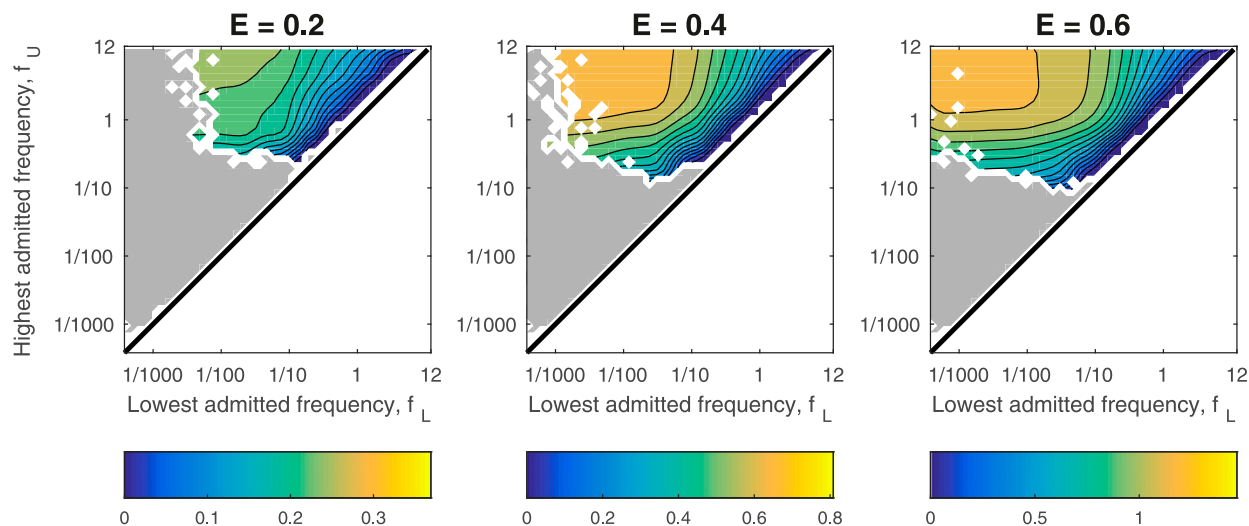 E = 0.2 E = 0.4 E = 0.6
Highest admitted frequency, f U
12 12 12
1 1 1
1/10 1/10 1/10
1/100 1/100 1/100
1/1000 1/1000 1/1000
1/1000 1/100 1/10 1 12 1/1000 1/100 1/10 1 12 1/1000 1/100 1/10 1 12
Lowest admitted frequency, f L Lowest admitted frequency, f L Lowest admitted frequency, f L
0 0.1 0.2 0.3 0 0.2 0.4 0.6 0.8 0 0.5 1